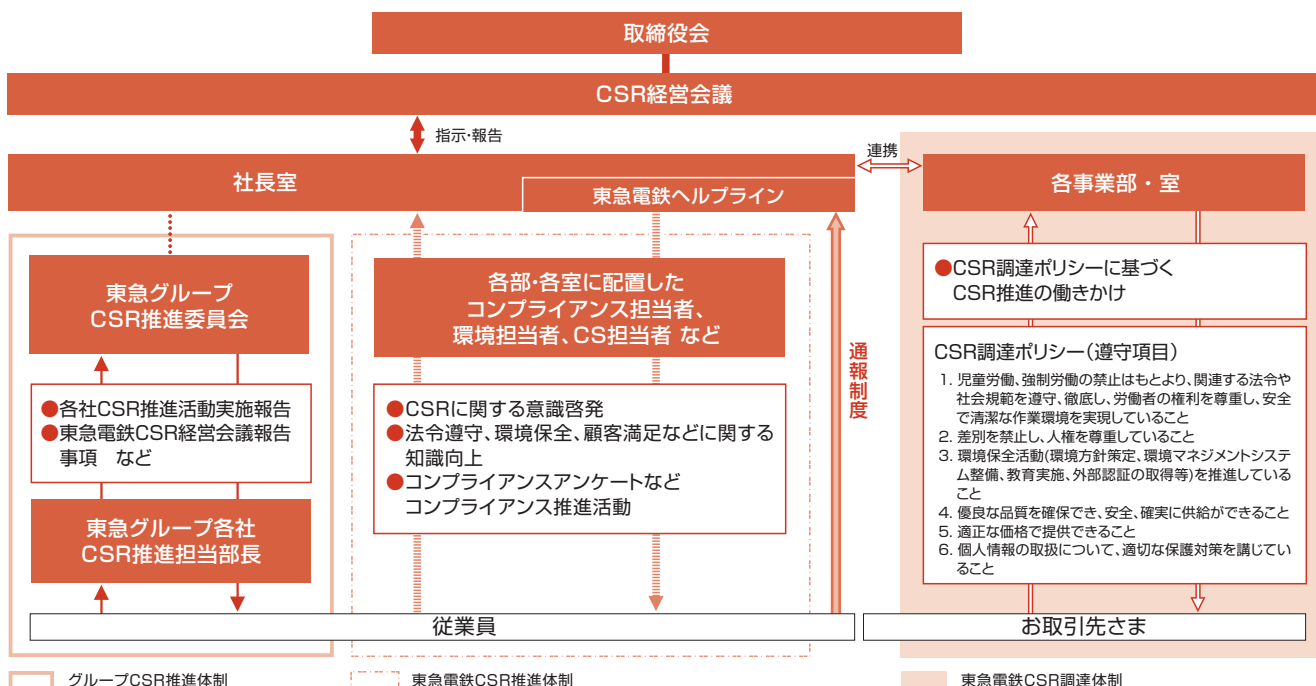 取締役会
CSR経営会議
指示・報告
連携
社長室
東急電鉄ヘルプライン
各事業部・室
東急グループ
CSR推進委員会
●各社CSR推進活動実施報告
●東急電鉄CSR経営会議報告
事項 など
東急グループ各社
CSR推進担当部長
各部・各室に配置した
コンプライアンス担当者、
環境担当者、CS担当者 など
●CSRに関する意識啓発
●法令遵守、環境保全、顧客満足などに関する
知識向上
●コンプライアンスアンケートなど
コンプライアンス推進活動
通報制度
●CSR調達ポリシーに基づく
CSR推進の働きかけ
CSR調達ポリシー(遵守項目)
1. 児童労働、強制労働の禁止はもとより、関連する法令や
社会規範を遵守、徹底し、労働者の権利を尊重し、安全
で清潔な作業環境を実現していること
2. 差別を禁止し、人権を尊重していること
3. 環境保全活動(環境方針策定、環境マネジメントシステ
ム整備、教育実施、外部認証の取得等)を推進している
こと
4. 優良な品質を確保でき、安全、確実に供給ができること
5. 適正な価格で提供できること
6. 個人情報の取扱について、適切な保護対策を講じてい
ること
従業員
お取引先さま
グループCSR推進体制
東急電鉄CSR推進体制
東急電鉄CSR調達体制